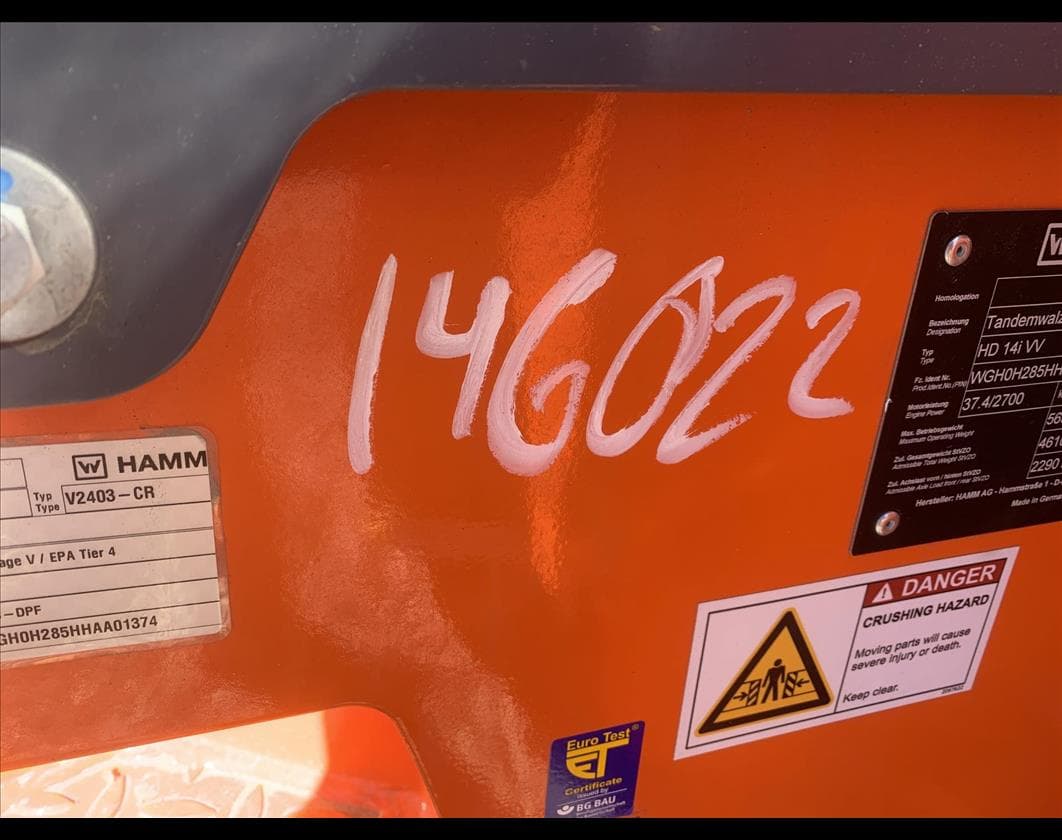 146022
HAMM
Typ
Type
V2403-CR
age V / EPA Tier 4
-DPF
GH0H285HHAA01374
Homologation
Bezeichnung
Designation
Tandemwalz
Typ
Type
HD 14i VV
Fz. Ident Nr.
Prod.Ident.No.(PIN)
WGH0H285HH
Motorleistung
Engine Power
37.4/2700
Max. Betriebsgewicht
Maximum Operating Weight
Zul. Gesamtgewicht StVZO
Admissible Total Weight StVZO
461
Zul. Achslast vorn / hinten StVZO
Admissible Axle Load front / rear StVZO
2290
Hersteller: HAMM AG - Hammstraße 1 - D-
Made in Germa
DANGER
CRUSHING HAZARD
Moving parts will cause
severe injury or death.
Keep clear.
Euro Test®
ET
Certificate
issued by
BG BAU